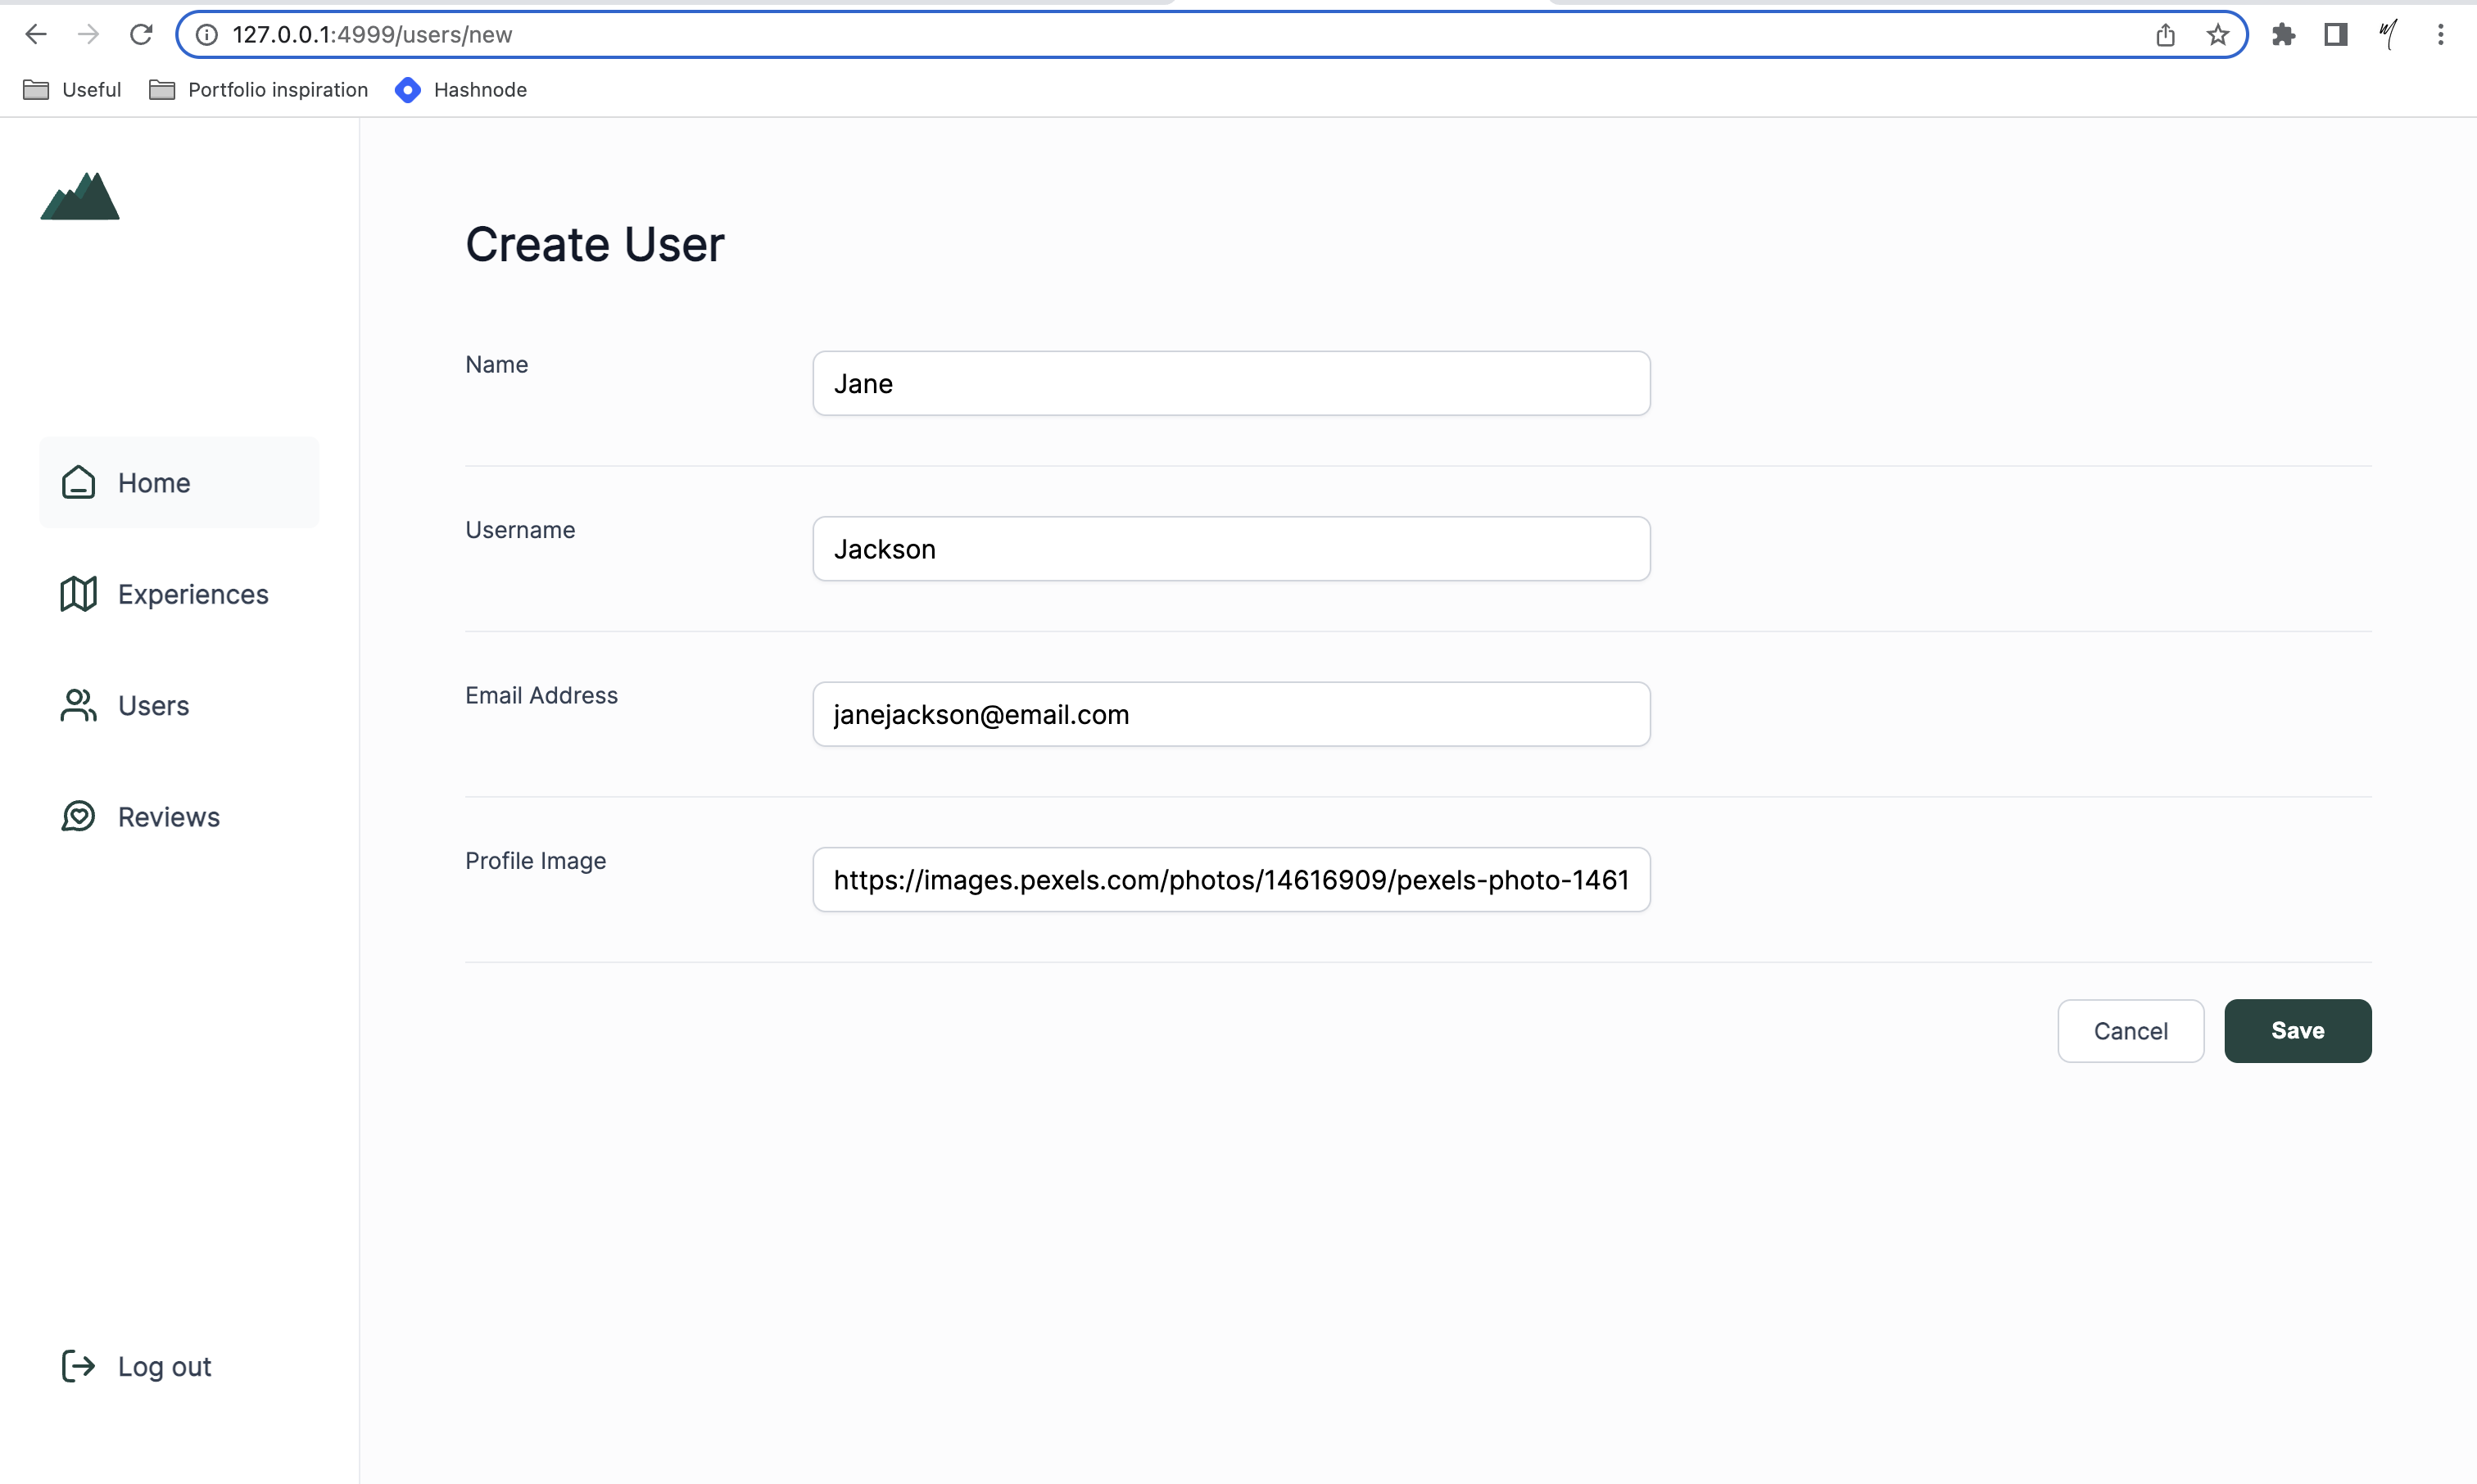 127.0.0.1:4999/users/new
Useful
Portfolio inspiration
Hashnode
Create User
Name
Jane
Home
Username
Jackson
Experiences
Email Address
janejackson@email.com
Users
Reviews
Profile Image
https://images.pexels.com/photos/14616909/pexels-photo-1461
Cancel
Save
Log out